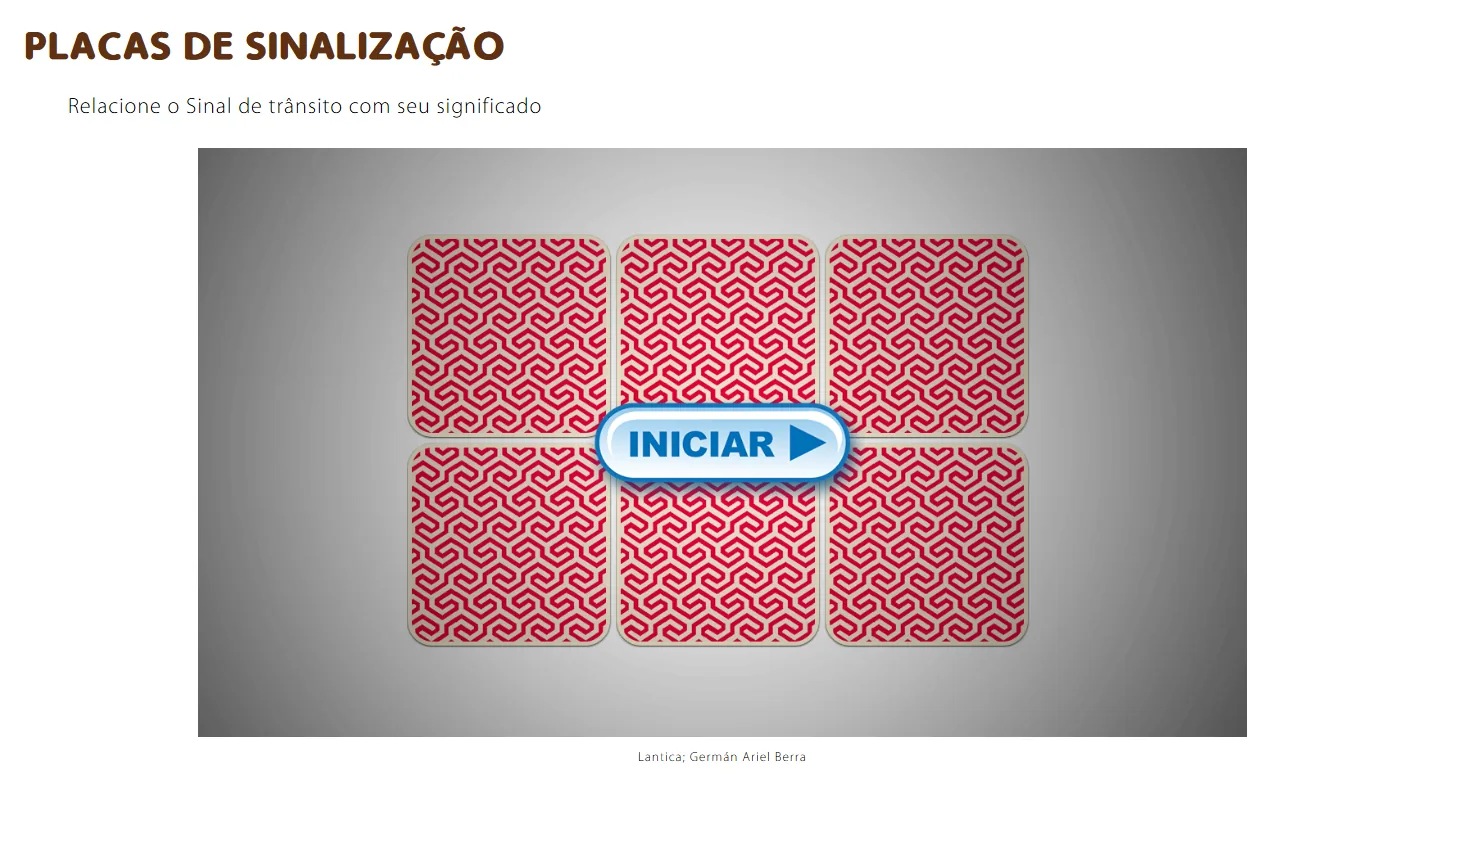 PLACAS DE SINALIZAÇÃO
Relacione o Sinal de trânsito com seu significado
INICIAR
Lantica; Germán Ariel Berra